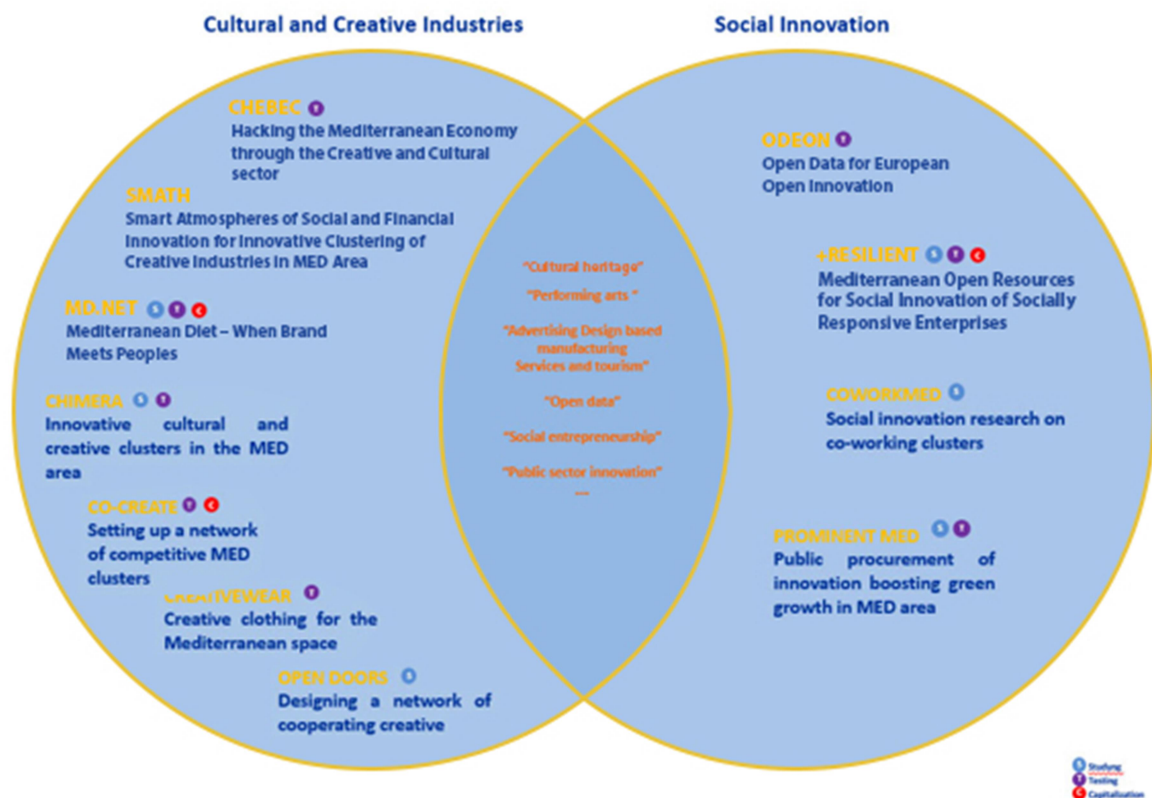 Cultural and Creative Industries
Social Innovation
CHEBEC T
Hacking the Mediterranean Economy
through the Creative and Cultural
sector
SMATH
Smart Atmospheres of Social and Financial
Innovation for Innovative Clustering of
Creative Industries in MED Area
MD.NET S T C
Mediterranean Diet – When Brand
Meets Peoples
CHIMERA S T
Innovative cultural and
creative clusters in the MED
area
CO-CREATE T C
Setting up a network
of competitive MED
clusters
CREATIVEWEAR T
Creative clothing for the
Mediterranean space
OPEN DOORS S
Designing a network of
cooperating creative
"Cultural heritage"
"Performing arts "
"Advertising Design based
manufacturing
Services and tourism"
"Open data"
"Social entrepreneurship"
"Public sector innovation"
....
ODEON T
Open Data for European
Open Innovation
+RESILIENT S T C
Mediterranean Open Resources
for Social Innovation of Socially
Responsive Enterprises
COWORKMED S
Social innovation research on
co-working clusters
PROMINENT MED S T
Public procurement of
innovation boosting green
growth in MED area
S Studyng
T Testing
C Capitalization